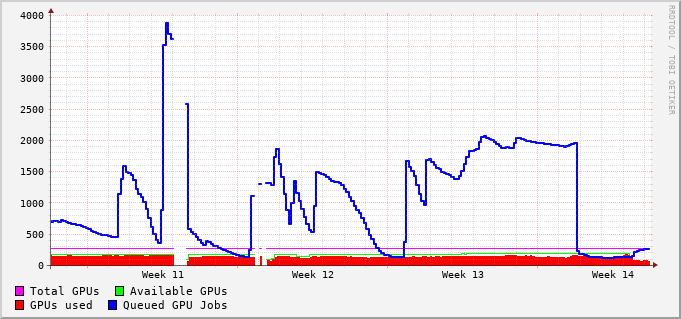 4000
3500
3000
2500
2000
1500
1000
500
0
Week 11 Week 12 Week 13 Week 14
Total GPUs Available GPUs
GPUs used Queued GPU Jobs
RRDTOOL / TOBI OETIKER